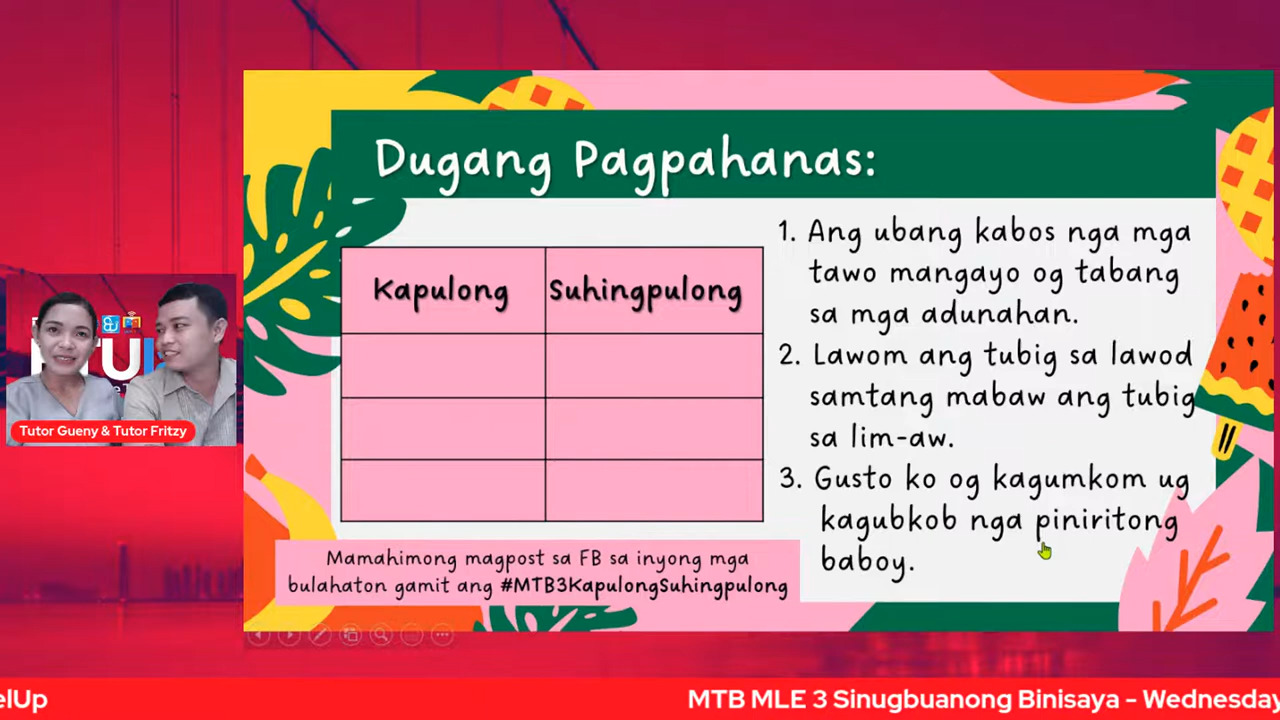 Dugang Pagpahanas:
Kapulong
Suhingpulong
1. Ang ubang kabos nga mga
tawo mangayo og tabang
sa mga adunahan.
2. Lawom ang tubig sa lawod
samtang mabaw ang tubig
sa lim-aw.
3. Gusto ko og kagumkom ug
kagubkob nga piniritong
baboy.
Mamahimong magpost sa FB sa inyong mga
bulahaton gamit ang #MTB3KapulongSuhingpulong
Tutor Gueny & Tutor Fritzy
elUp
MTB MLE 3 Sinugbuanong Binisaya - Wednesday